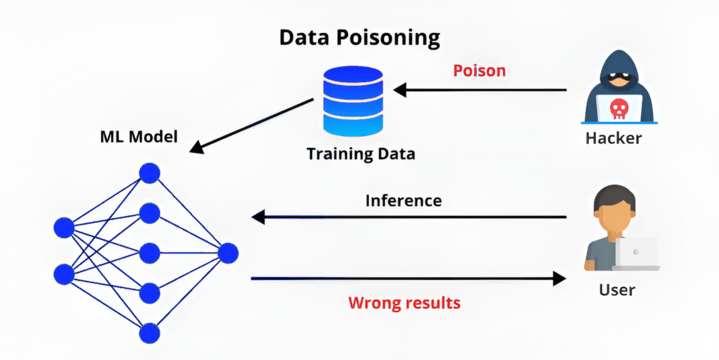 Data Poisoning
Poison
Hacker
ML Model
Training Data
Inference
User
Wrong results